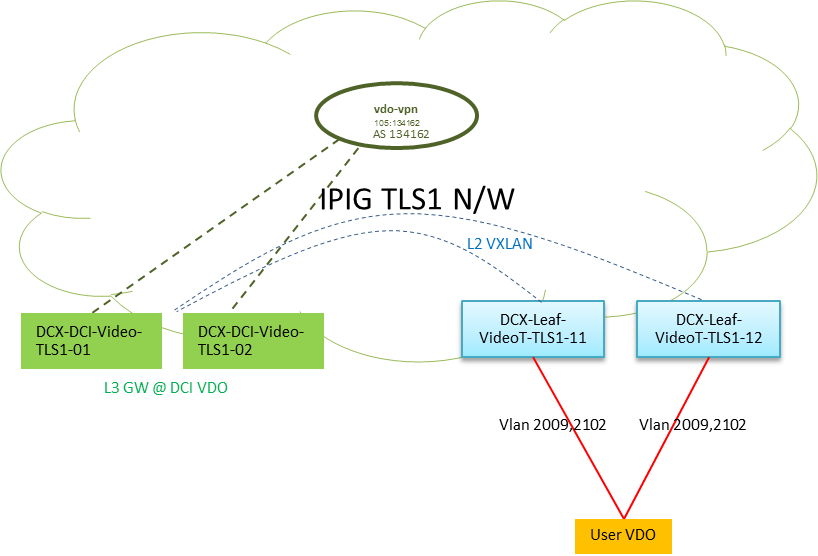 vdo-vpn
105:134162
AS 134162
IPIG TLS1 N/W
L2 VXLAN
DCX-DCI-Video-
TLS1-01
DCX-DCI-Video-
TLS1-02
DCX-Leaf-
VideoT-TLS1-11
DCX-Leaf-
VideoT-TLS1-12
L3 GW @ DCI VDO
Vlan 2009,2102
Vlan 2009,2102
User VDO